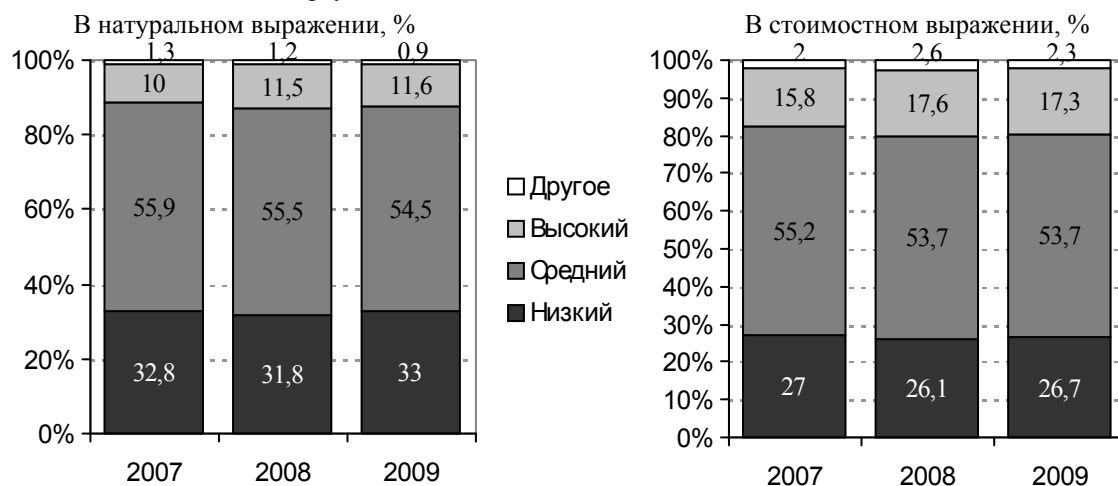 В натуральном выражении, %
1,3 1,2 0,9
100%
10 11,5 11,6
80%
60%
55,9 55,5 54,5
40%
20%
32,8 31,8 33
0%
2007 2008 2009
Другое
Высокий
Средний
Низкий
В стоимостном выражении, %
2 2,6 2,3
100%
90%
15,8 17,6 17,3
80%
70%
60%
55,2 53,7 53,7
50%
40%
30%
20%
27 26,1 26,7
10%
0%
2007 2008 2009